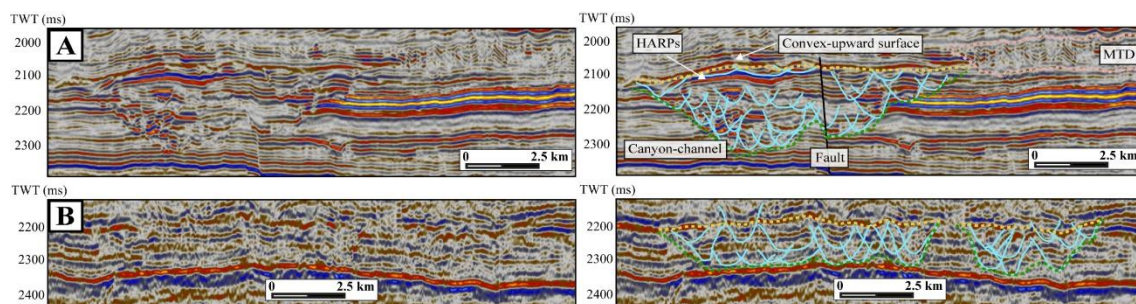 TWT (ms)
A
2000
2100
2200
2300
0
2.5 km
TWT (ms)
HARPs
Convex-upward surface
MTD
2000
2100
2200
2300
Canyon-channel
Fault
0
2.5 km
TWT (ms)
B
2200
2300
2400
0
2.5 km
TWT (ms)
2200
2300
2400
0
2.5 km